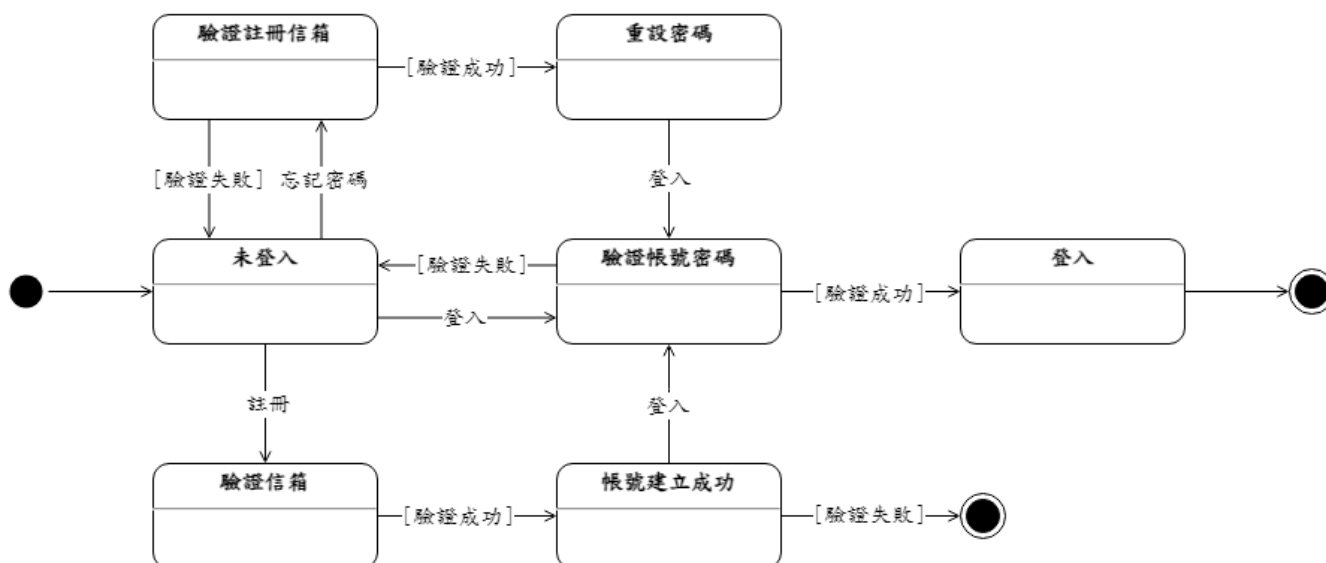 驗證註冊信箱
[驗證成功]
重設密碼
[驗證失敗]
忘記密碼
登入
未登入
[驗證失敗]
登入
驗證帳號密碼
[驗證成功]
登入
註冊
登入
驗證信箱
[驗證成功]
帳號建立成功
[驗證失敗]